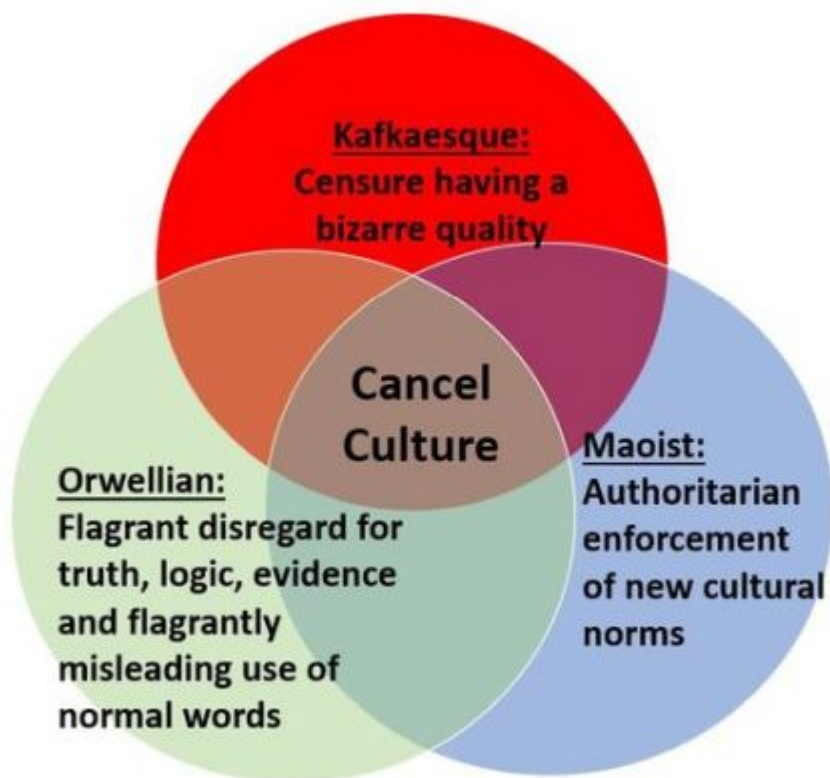 Kafkaesque:
Censure having a
bizarre quality
Cancel
Culture
Orwellian:
Flagrant disregard for
truth, logic, evidence
and flagrantly
misleading use of
normal words
Maoist:
Authoritarian
enforcement
of new cultural
norms